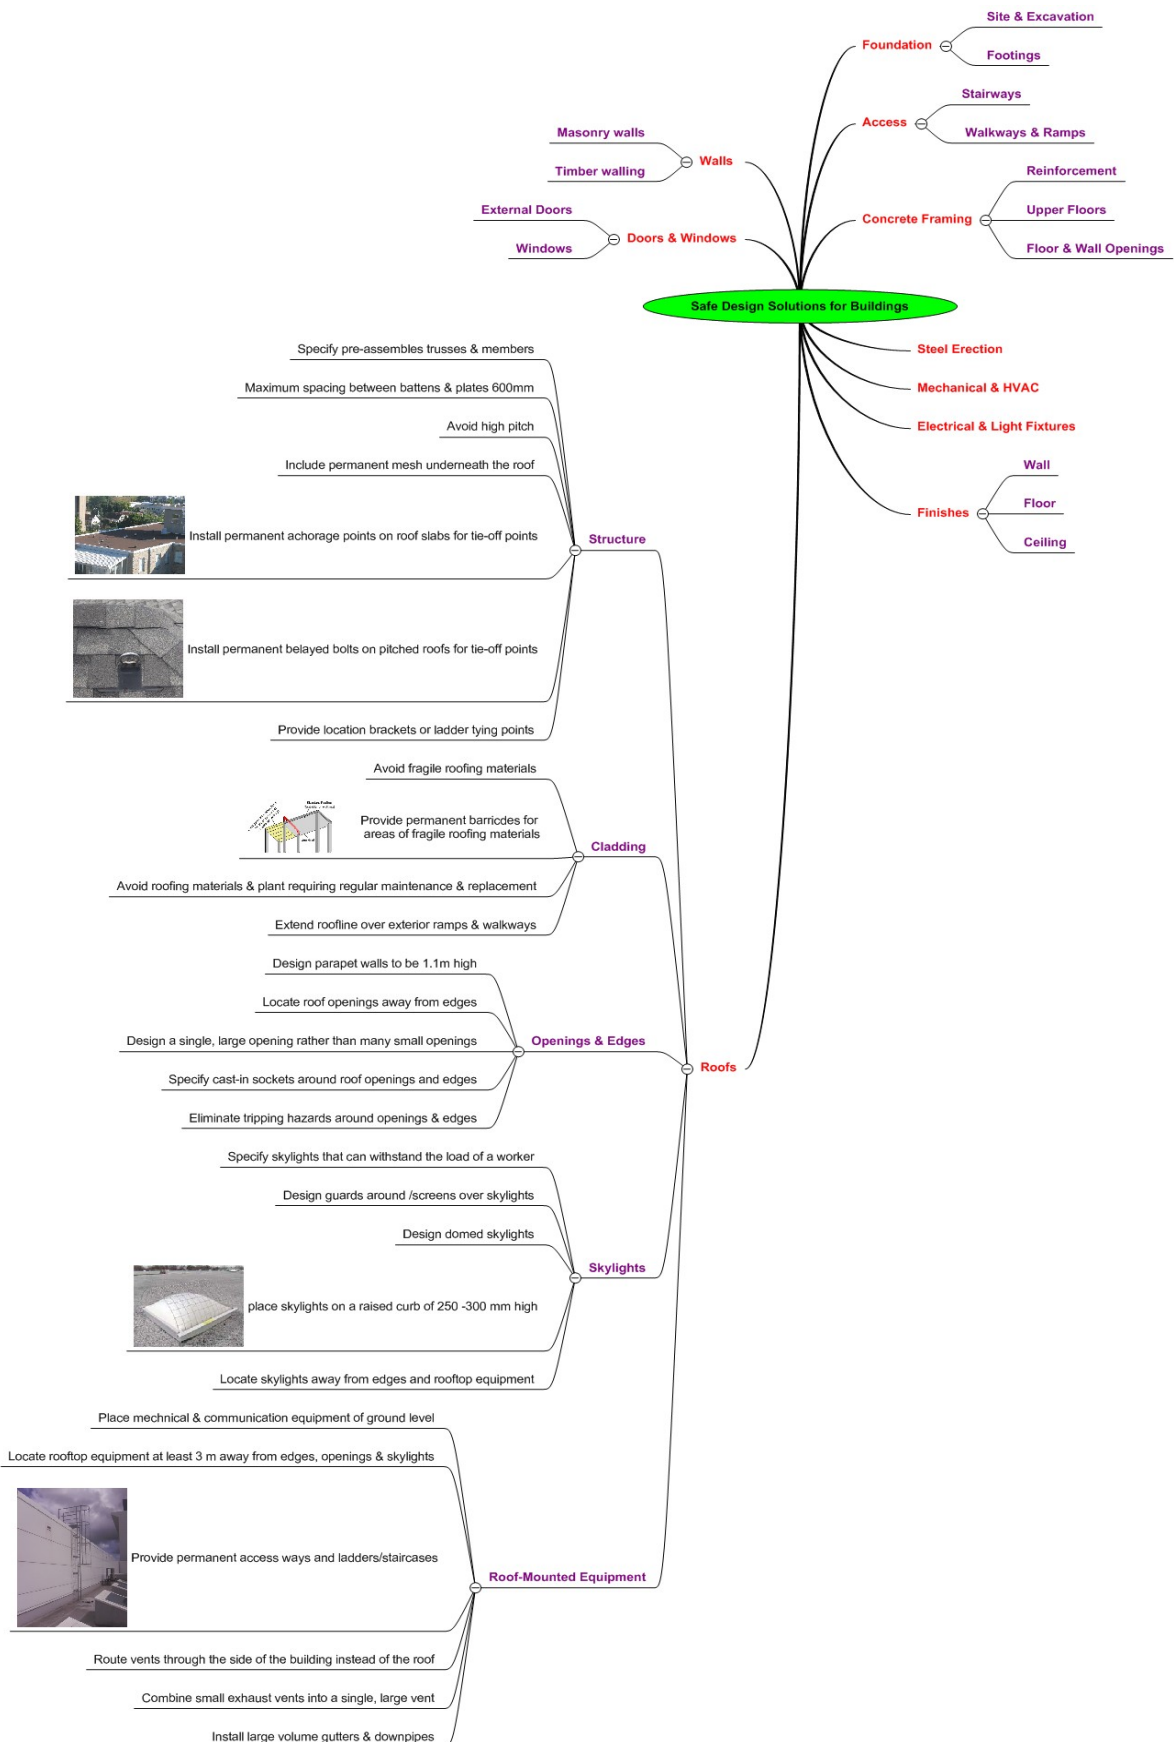 Safe Design Solutions for Buildings
Foundation
Site & Excavation
Footings
Access
Stairways
Walkways & Ramps
Concrete Framing
Reinforcement
Upper Floors
Floor & Wall Openings
Steel Erection
Mechanical & HVAC
Electrical & Light Fixtures
Finishes
Wall
Floor
Ceiling
Walls
Masonry walls
Timber walling
Doors & Windows
External Doors
Windows
Roofs
Structure
Specify pre-assembles trusses & members
Maximum spacing between battens & plates 600mm
Avoid high pitch
Include permanent mesh underneath the roof
Install permanent achorage points on roof slabs for tie-off points
Install permanent belayed bolts on pitched roofs for tie-off points
Provide location brackets or ladder tying points
Cladding
Avoid fragile roofing materials
Provide permanent barricdes for
areas of fragile roofing materials
Avoid roofing materials & plant requiring regular maintenance & replacement
Extend roofline over exterior ramps & walkways
Openings & Edges
Design parapet walls to be 1.1m high
Locate roof openings away from edges
Design a single, large opening rather than many small openings
Specify cast-in sockets around roof openings and edges
Eliminate tripping hazards around openings & edges
Skylights
Specify skylights that can withstand the load of a worker
Design guards around /screens over skylights
Design domed skylights
place skylights on a raised curb of 250 -300 mm high
Locate skylights away from edges and rooftop equipment
Roof-Mounted Equipment
Place mechnical & communication equipment of ground level
Locate rooftop equipment at least 3 m away from edges, openings & skylights
Provide permanent access ways and ladders/staircases
Route vents through the side of the building instead of the roof
Combine small exhaust vents into a single, large vent
Install large volume gutters & downpipes